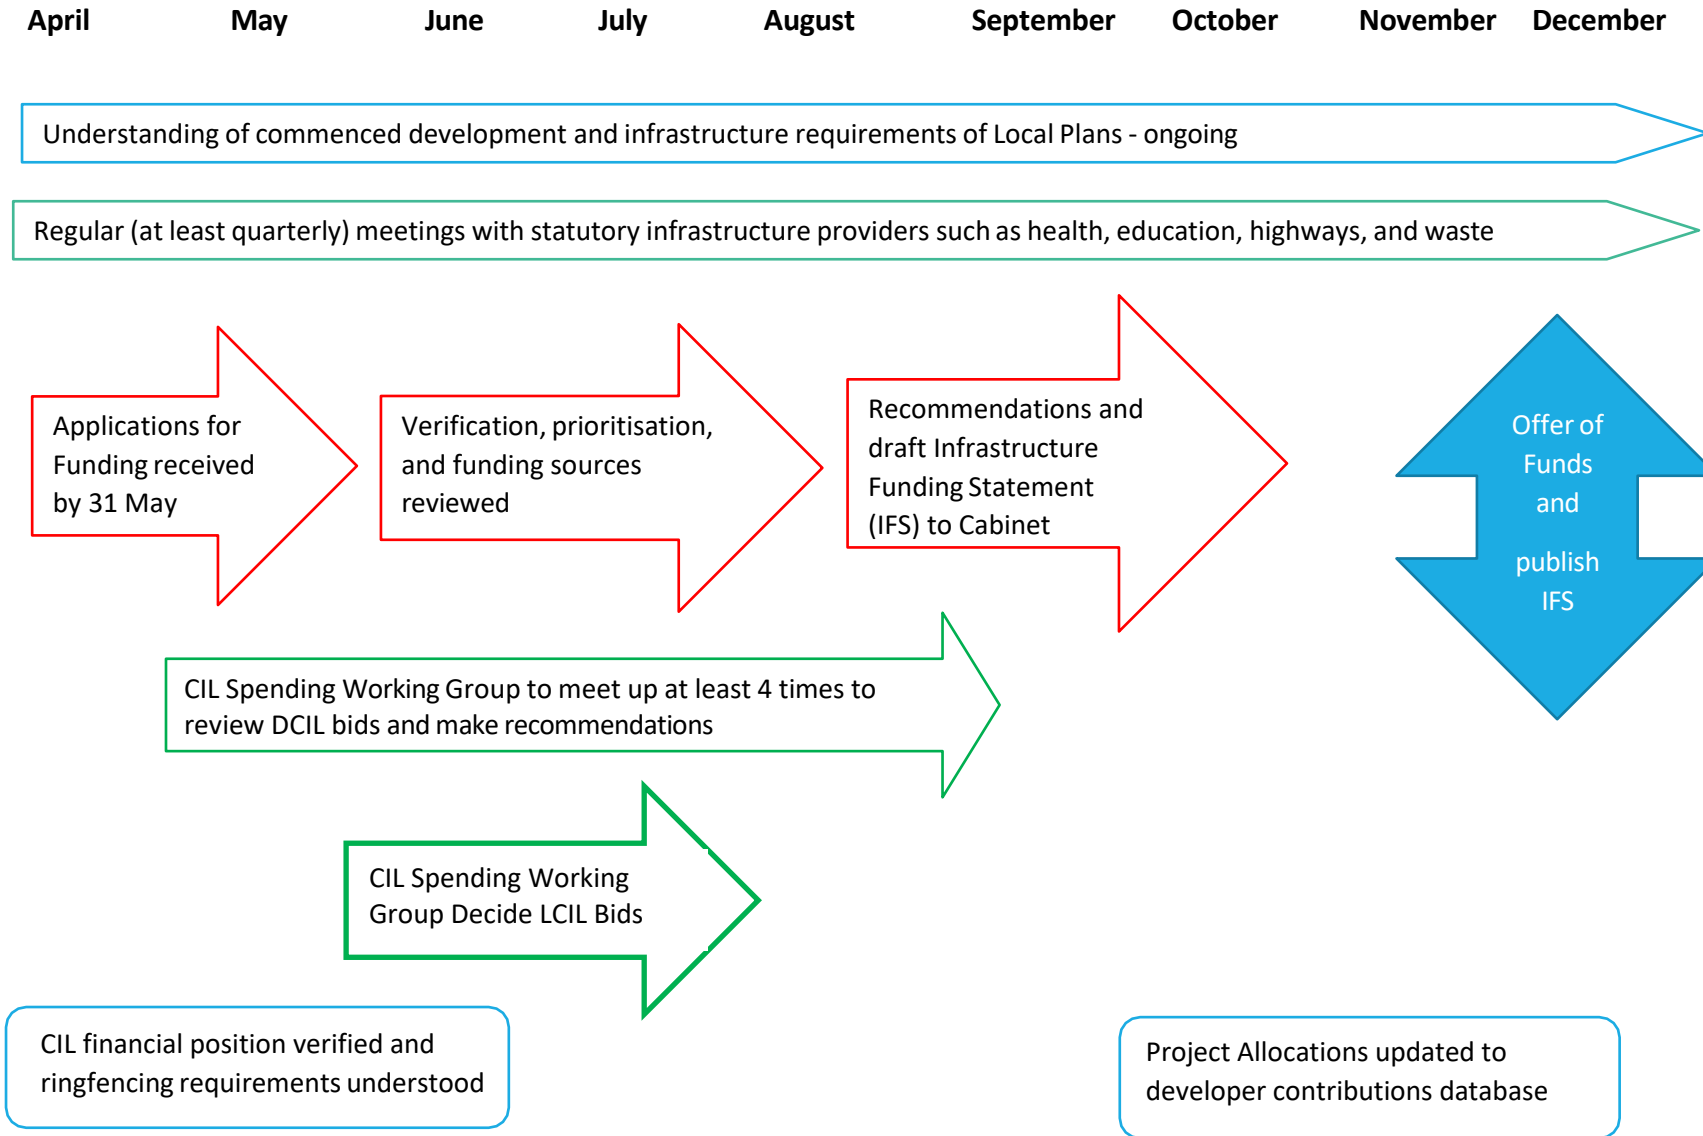 April May June July August September October November December
Understanding of commenced development and infrastructure requirements of Local Plans - ongoing
Regular (at least quarterly) meetings with statutory infrastructure providers such as health, education, highways, and waste
Applications for
Funding received
by 31 May
Verification, prioritisation,
and funding sources
reviewed
Recommendations and
draft Infrastructure
Funding Statement
(IFS) to Cabinet
Offer of
Funds
and
publish
IFS
CIL Spending Working Group to meet up at least 4 times to
review DCIL bids and make recommendations
CIL Spending Working
Group Decide LCIL Bids
CIL financial position verified and
ringfencing requirements understood
Project Allocations updated to
developer contributions database